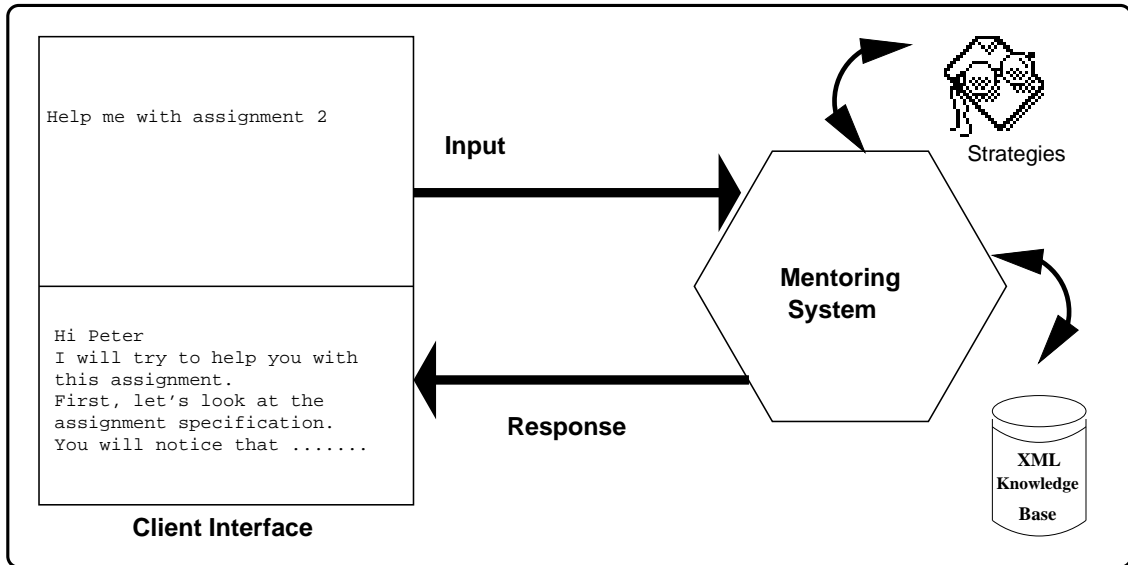 Help me with assignment 2
Input
Strategies
Mentoring
System
Hi Peter
I will try to help you with
this assignment.
First, let's look at the
assignment specification.
You will notice that .......
Response
XML
Knowledge
Base
Client Interface